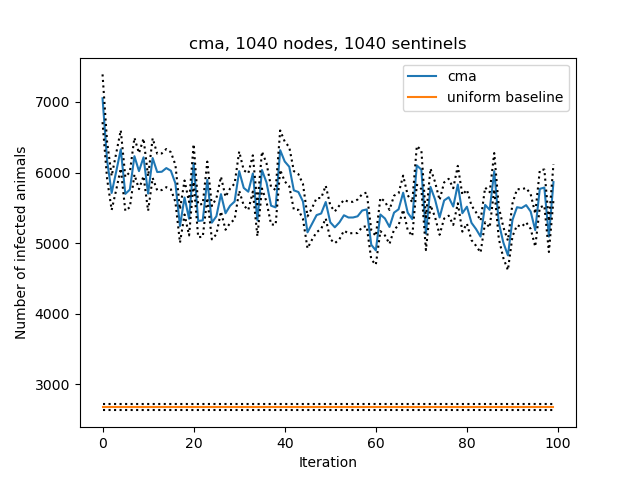 cma, 1040 nodes, 1040 sentinels
cma
uniform baseline
Number of infected animals
7000
6000
5000
4000
3000
0 20 40 60 80 100
Iteration